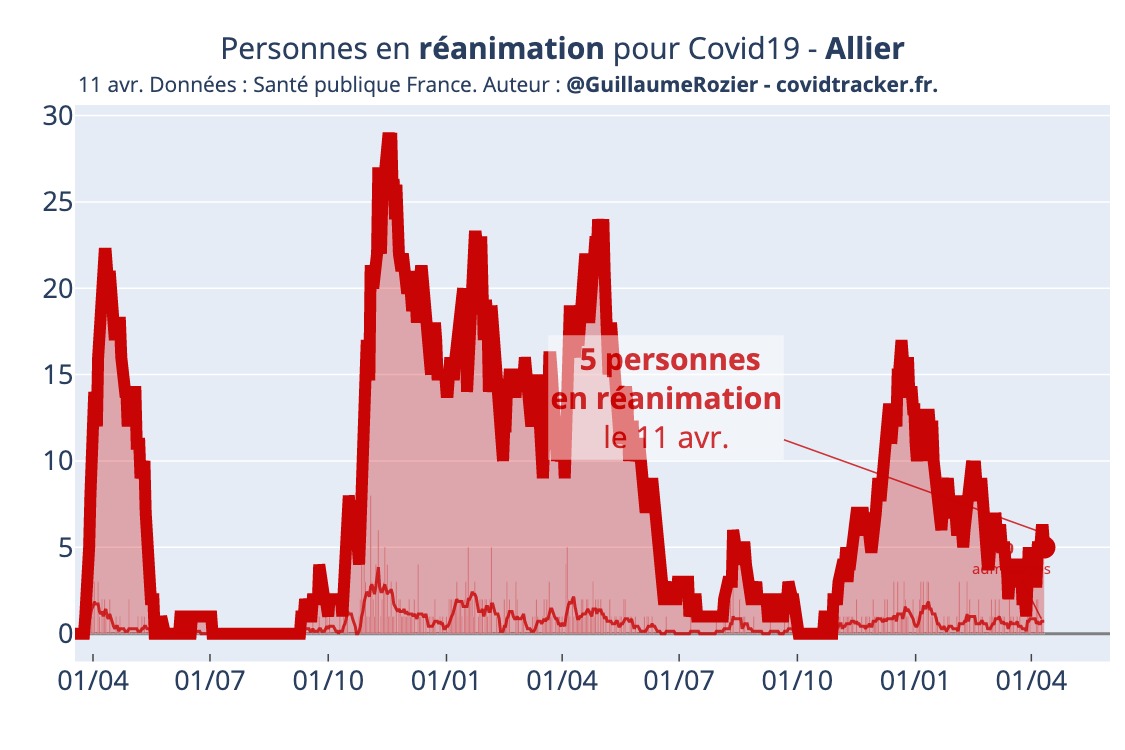 Personnes en réanimation pour Covid19 - Allier
11 avr. Données : Santé publique France. Auteur : @GuillaumeRozier - covidtracker.fr.
30
25
20
15
10
5
0
5 personnes
en réanimation
le 11 avr.
01/04 01/07 01/10 01/01 01/04 01/07 01/10 01/01 01/04